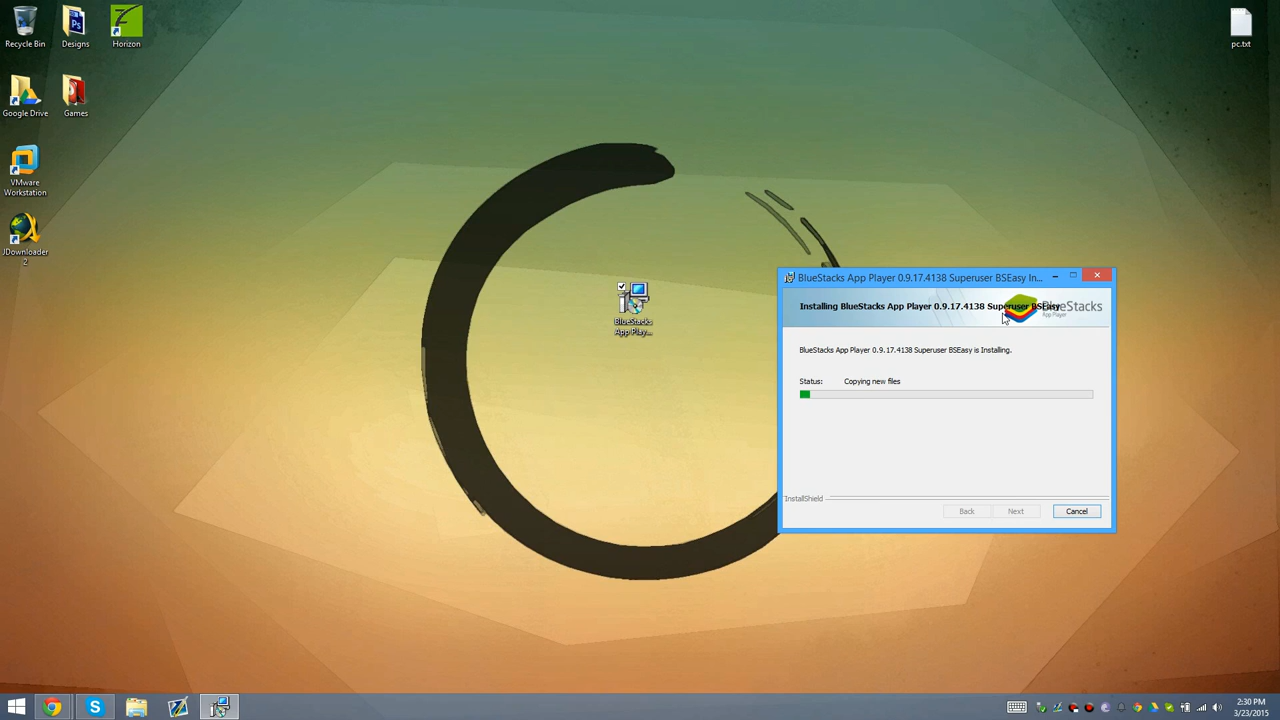 Recycle Bin
Designs
Horizon
pc.txt
Google Drive
Games
VMware
Workstation
JDownloader
2
BlueStacks
App Play...
BlueStacks App Player 0.9.17.4138 Superuser BSEasy In...
Installing BlueStacks App Player 0.9.17.4138 Superuser BSEasy
BlueStacks
App Player
BlueStacks App Player 0.9.17.4138 Superuser BSEasy is Installing.
Status: Copying new files
InstallShield
Back Next Cancel
2:30 PM
3/23/2015